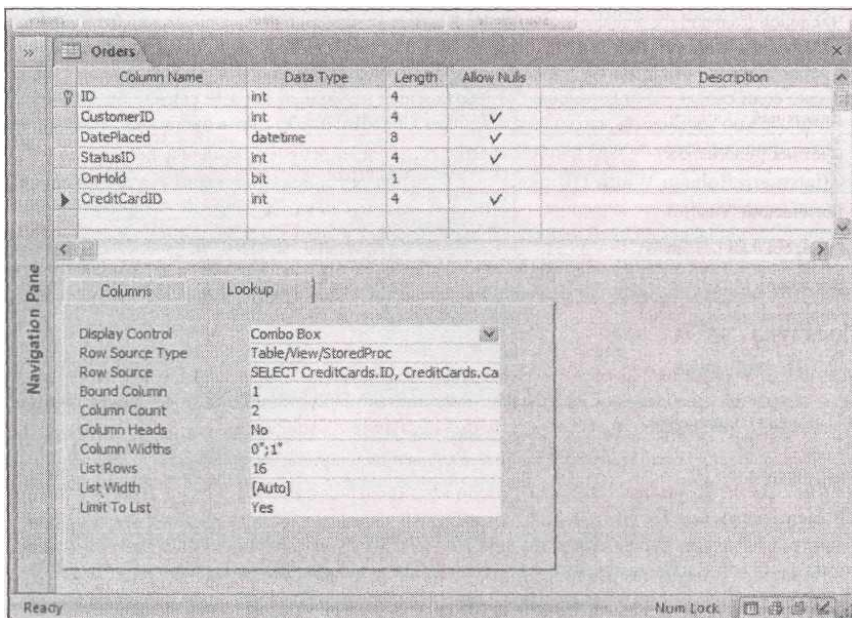 Orders
Column Name Data Type Length Allow Nulls Description
ID int 4
CustomerID int 4
DatePlaced datetime 8
StatusID int 4
OnHold bit 1
CreditCardID int 4
Navigation Pane
Columns Lookup
Display Control Combo Box
Row Source Type Table/View/StoredProc
Row Source SELECT CreditCards.ID, CreditCards.Ca
Bound Column 1
Column Count 2
Column Heads No
Column Widths 0";1"
List Rows 16
List Width [Auto]
Limit To List Yes
Ready Num Lock